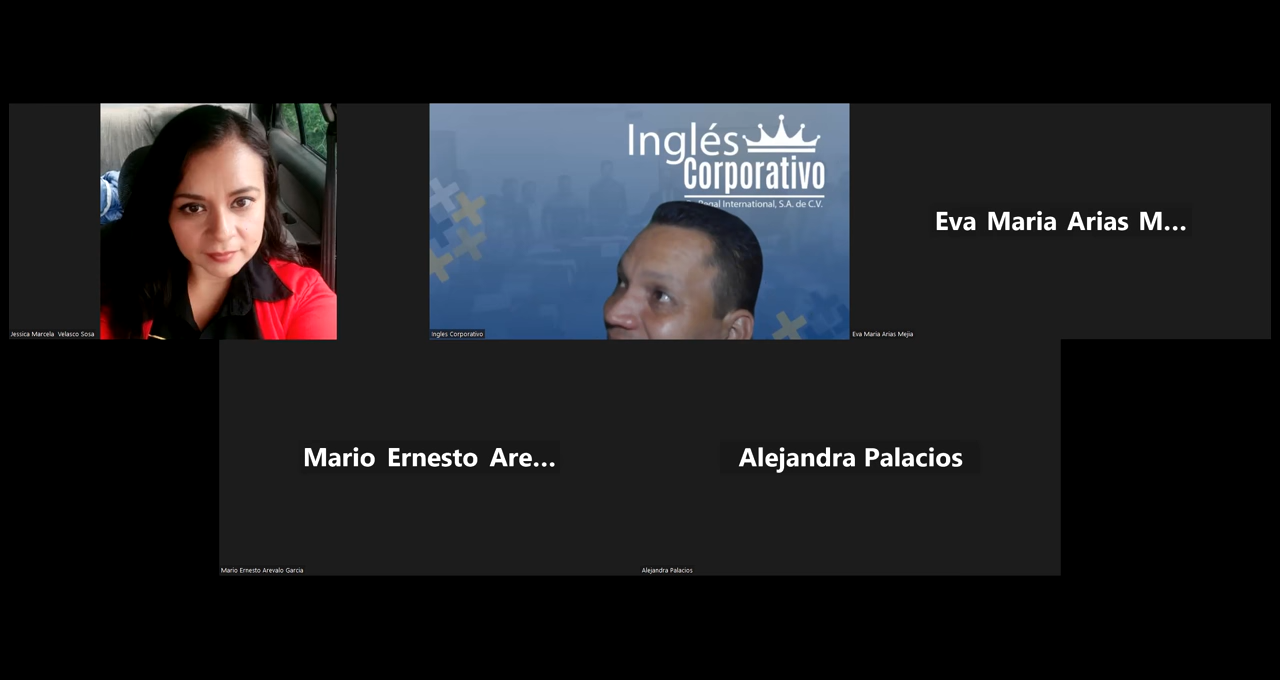 Inglés
Corporativo
Regal International, S.A. de C.V.
Jessica Marcela Velasco Sosa
Ingles Corporativo
Eva Maria Arias M...
Eva Maria Arias Mejia
Mario Ernesto Are...
Mario Ernesto Arevalo Garcia
Alejandra Palacios
Alejandra Palacios